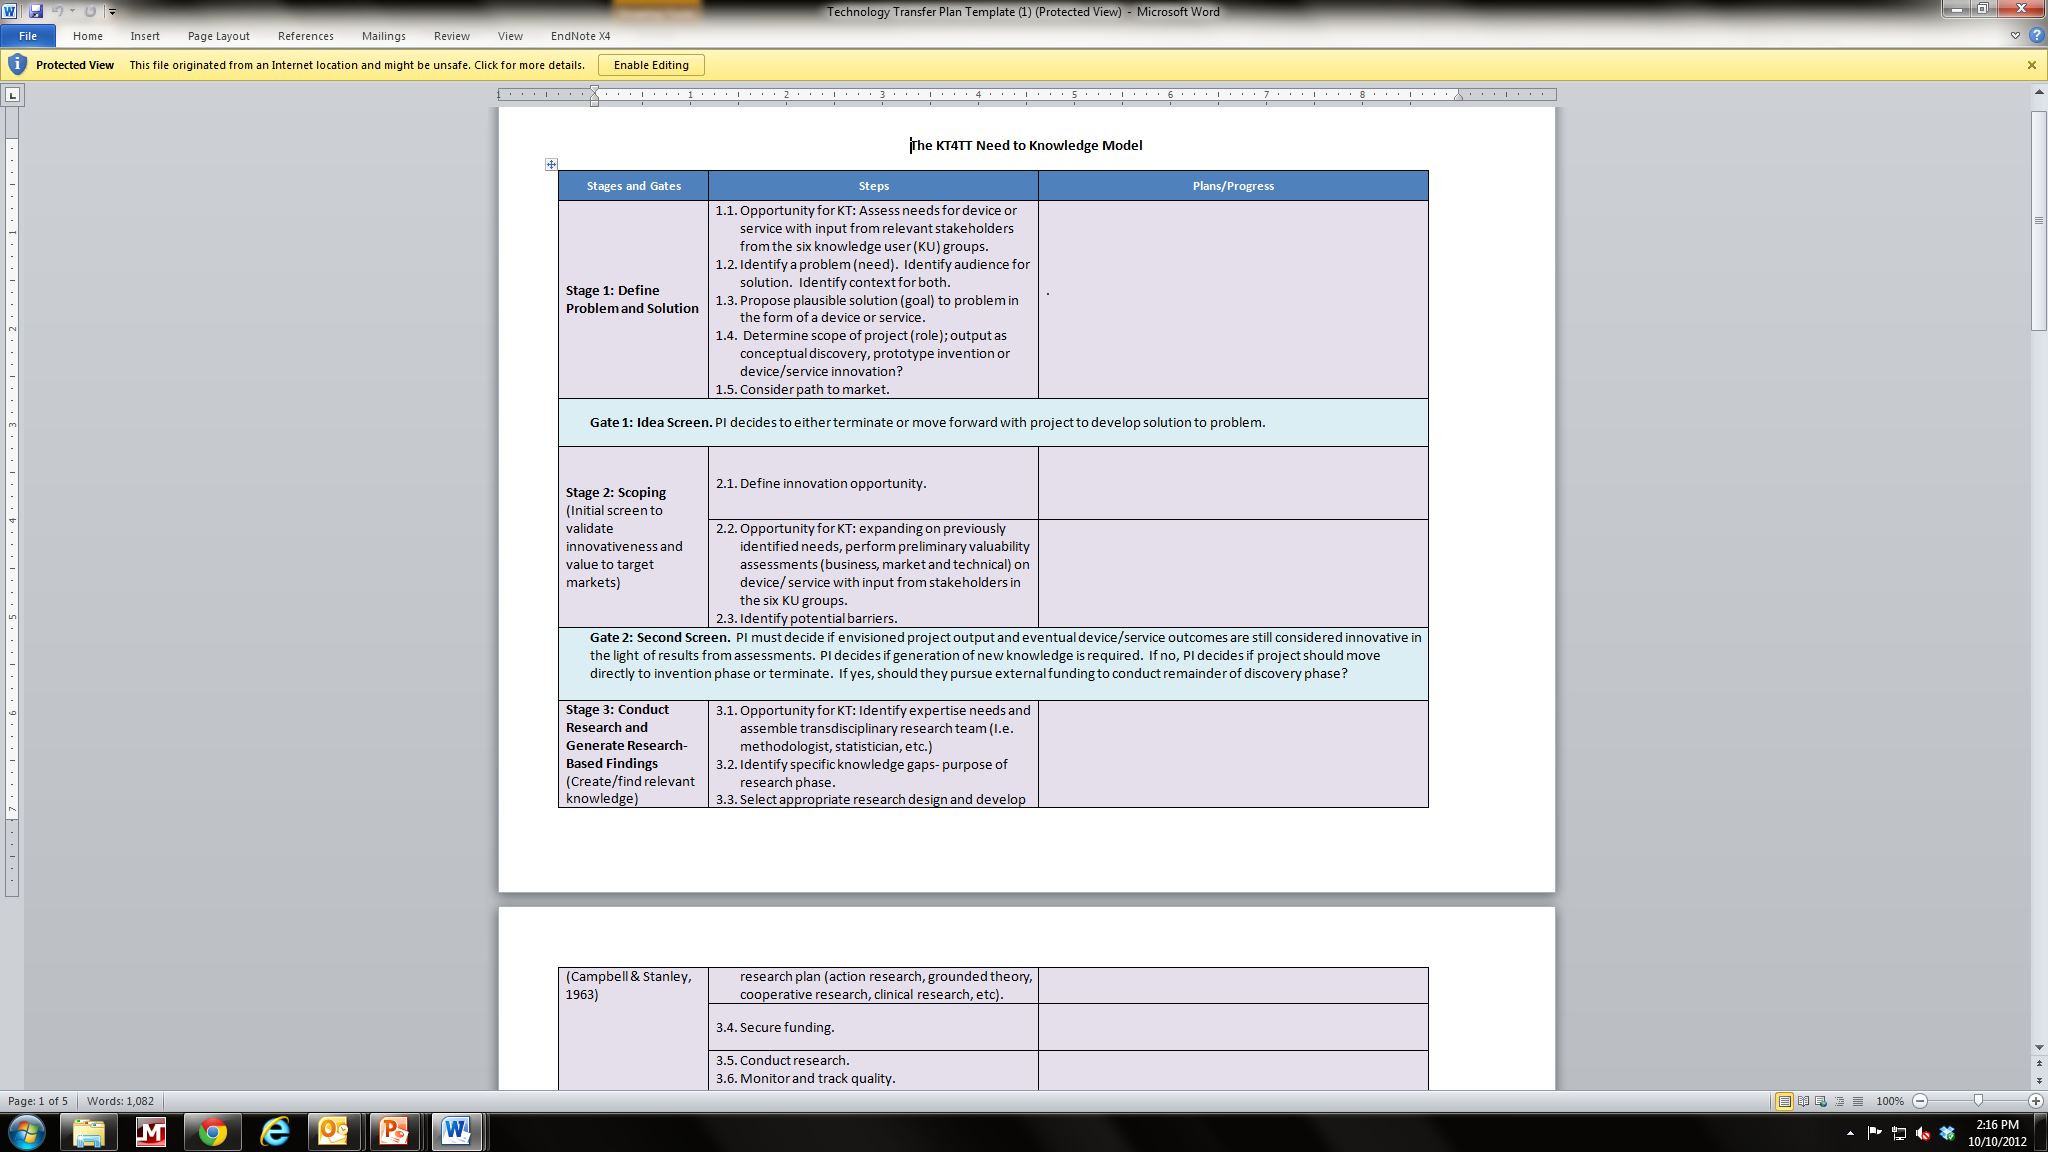 Technology Transfer Plan Template (1) (Protected View) - Microsoft Word
File Home Insert Page Layout References Mailings Review View EndNote X4
Protected View This file originated from an Internet location and might be unsafe. Click for more details. Enable Editing
1 1 2 3 4 5 6 7 8
The KT4TT Need to Knowledge Model
Stages and Gates Steps Plans/Progress
Stage 1: Define
Problem and Solution
1.1. Opportunity for KT: Assess needs for device or
service with input from relevant stakeholders
from the six knowledge user (KU) groups.
1.2. Identify a problem (need). Identify audience for
solution. Identify context for both.
1.3. Propose plausible solution (goal) to problem in
the form of a device or service.
1.4. Determine scope of project (role); output as
conceptual discovery, prototype invention or
device/service innovation?
1.5. Consider path to market.
.
Gate 1: Idea Screen. PI decides to either terminate or move forward with project to develop solution to problem.
Stage 2: Scoping
(Initial screen to
validate
innovativeness and
value to target
markets)
2.1. Define innovation opportunity.
2.2. Opportunity for KT: expanding on previously
identified needs, perform preliminary valuability
assessments (business, market and technical) on
device/ service with input from stakeholders in
the six KU groups.
2.3. Identify potential barriers.
Gate 2: Second Screen. PI must decide if envisioned project output and eventual device/service outcomes are still considered innovative in
the light of results from assessments. PI decides if generation of new knowledge is required. If no, PI decides if project should move
directly to invention phase or terminate. If yes, should they pursue external funding to conduct remainder of discovery phase?
Stage 3: Conduct
Research and
Generate Research-
Based Findings
(Create/find relevant
knowledge)
3.1. Opportunity for KT: Identify expertise needs and
assemble transdisciplinary research team (I.e.
methodologist, statistician, etc.)
3.2. Identify specific knowledge gaps- purpose of
research phase.
3.3. Select appropriate research design and develop
(Campbell & Stanley,
1963)
research plan (action research, grounded theory,
cooperative research, clinical research, etc).
3.4. Secure funding.
3.5. Conduct research.
3.6. Monitor and track quality.
1
2
3
4
5
6
7
Page: 1 of 5 Words: 1,082 100%
2:16 PM
10/10/2012